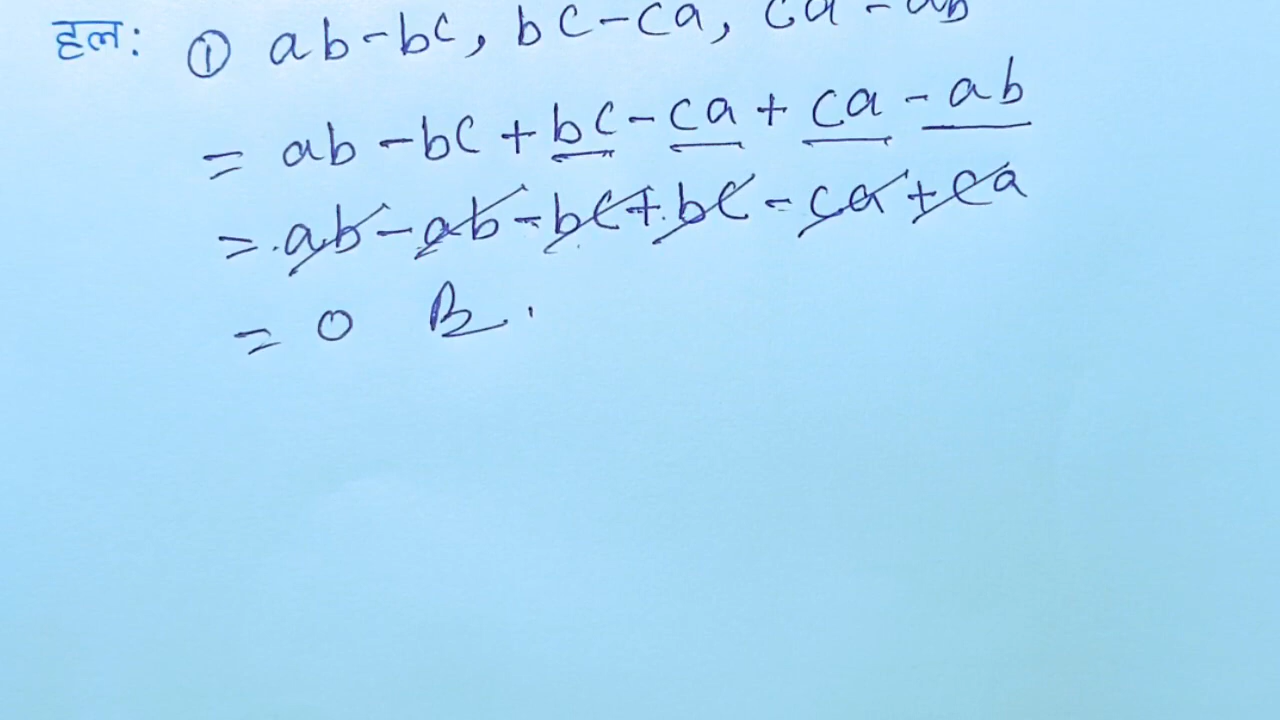 हल: ① ab-bc, bc-ca, ca-ab
= ab-bc+bc-ca+ca-ab
= ab-ab-bc+bc-ca+ca
= 0